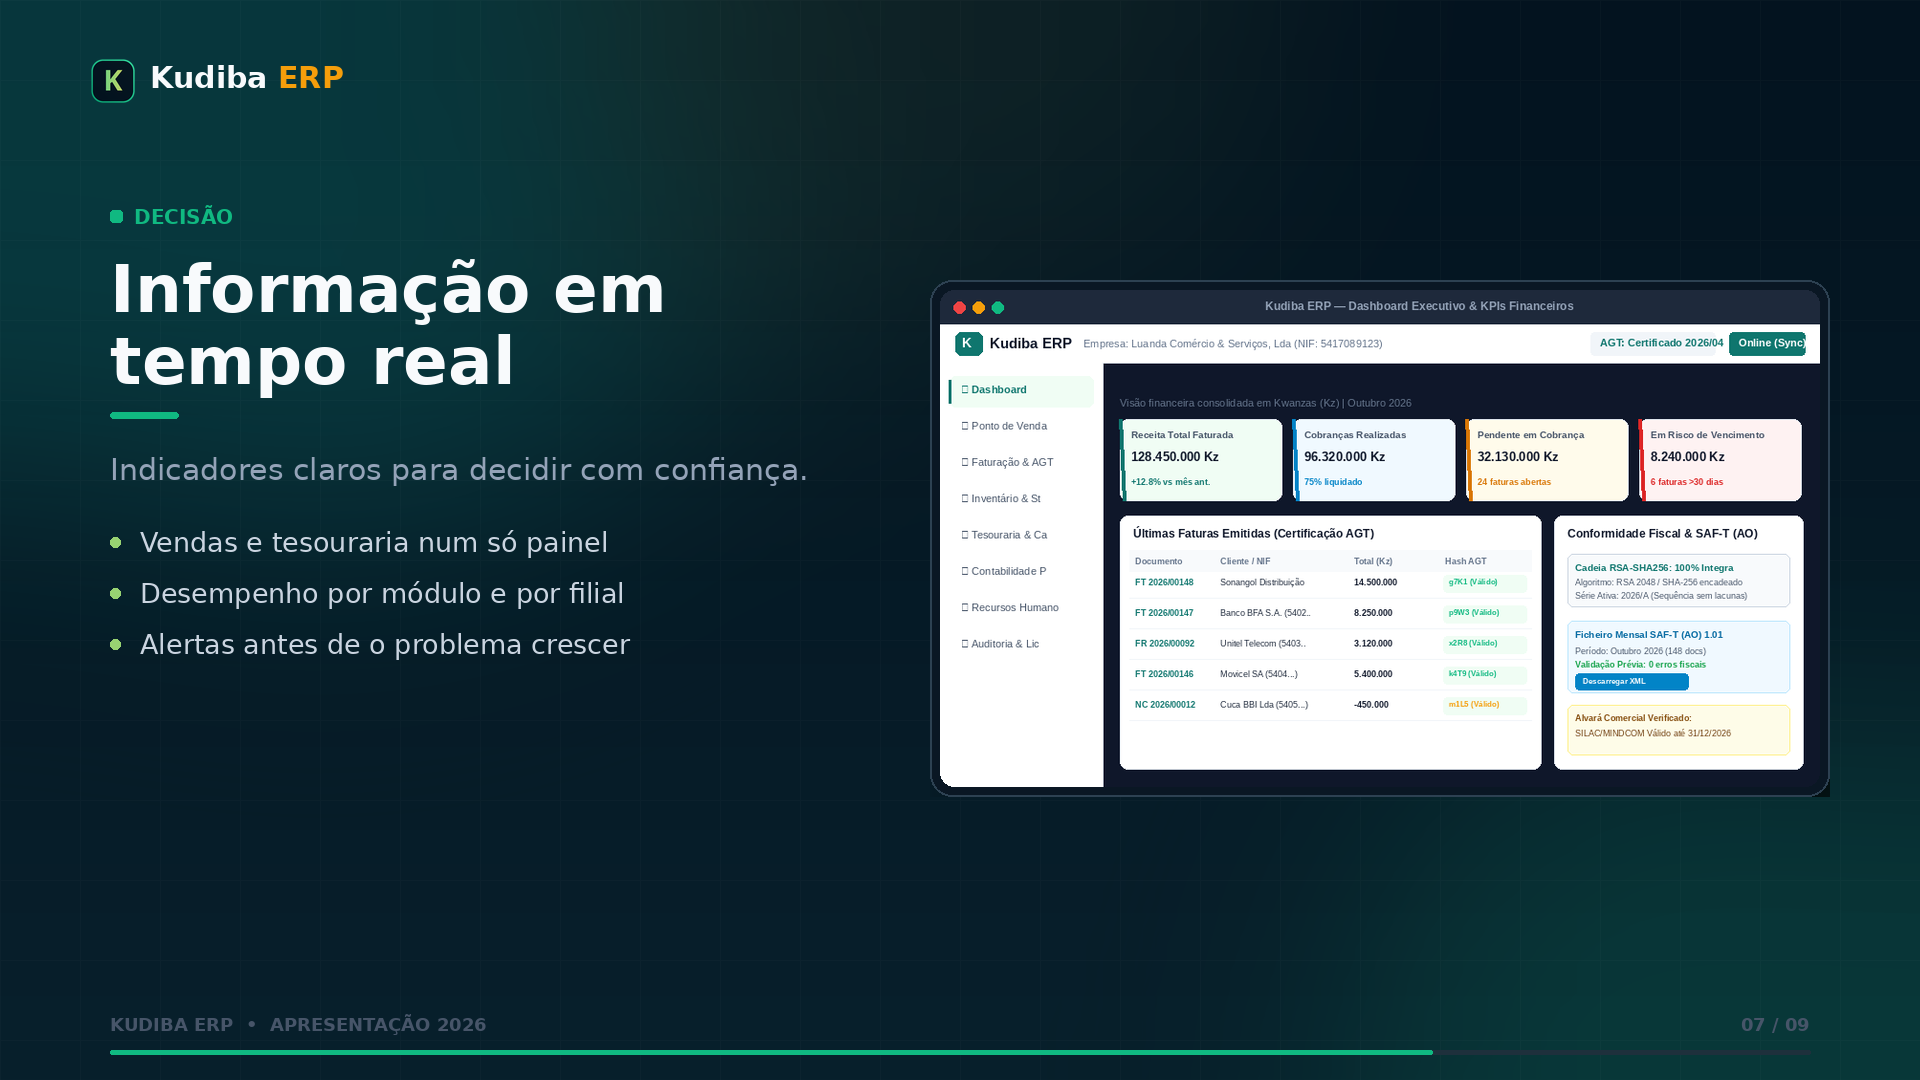 K Kudiba ERP
DECISÃO
Informação em
tempo real
Indicadores claros para decidir com confiança.
Vendas e tesouraria num só painel
Desempenho por módulo e por filial
Alertas antes de o problema crescer
Kudiba ERP — Dashboard Executivo & KPIs Financeiros
K Kudiba ERP Empresa: Luanda Comércio & Serviços, Lda (NIF: 5417089123) AGT: Certificado 2026/04 Online (Sync)
Dashboard
Ponto de Venda
Faturação & AGT
Inventário & St
Tesouraria & Ca
Contabilidade P
Recursos Humano
Auditoria & Lic
Visão financeira consolidada em Kwanzas (Kz) | Outubro 2026
Receita Total Faturada
128.450.000 Kz
+12.8% vs mês ant.
Cobranças Realizadas
96.320.000 Kz
75% liquidado
Pendente em Cobrança
32.130.000 Kz
24 faturas abertas
Em Risco de Vencimento
8.240.000 Kz
6 faturas >30 dias
Últimas Faturas Emitidas (Certificação AGT)
Documento Cliente / NIF Total (Kz) Hash AGT
FT 2026/00148 Sonangol Distribuição 14.500.000 g7K1 (Válido)
FT 2026/00147 Banco BFA S.A. (5402.. 8.250.000 p9W3 (Válido)
FR 2026/00092 Unitel Telecom (5403.. 3.120.000 x2R8 (Válido)
FT 2026/00146 Movicel SA (5404...) 5.400.000 k4T9 (Válido)
NC 2026/00012 Cuca BBI Lda (5405...) -450.000 m1L5 (Válido)
Conformidade Fiscal & SAF-T (AO)
Cadeia RSA-SHA256: 100% Integra
Algoritmo: RSA 2048 / SHA-256 encadeado
Série Ativa: 2026/A (Sequência sem lacunas)
Ficheiro Mensal SAF-T (AO) 1.01
Período: Outubro 2026 (148 docs)
Validação Prévia: 0 erros fiscais
Descarregar XML
Alvará Comercial Verificado:
SILAC/MINDCOM Válido até 31/12/2026
KUDIBA ERP • APRESENTAÇÃO 2026
07 / 09